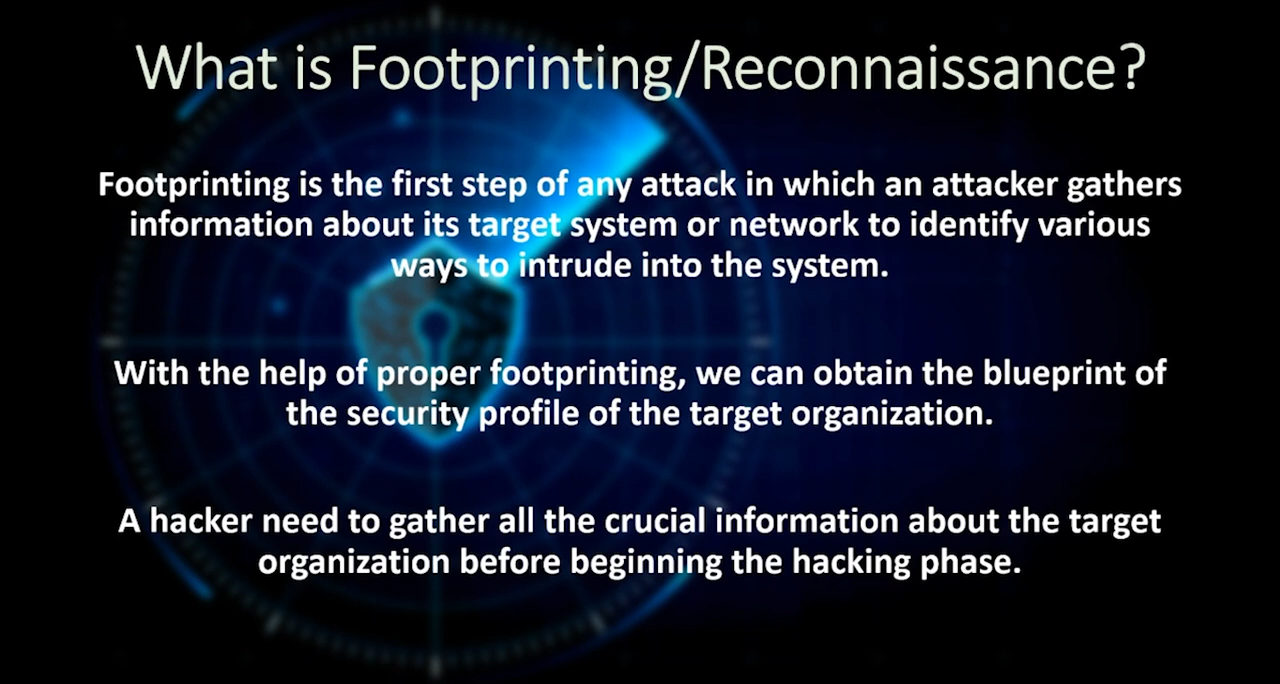 What is Footprinting/Reconnaissance?
Footprinting is the first step of any attack in which an attacker gathers
information about its target system or network to identify various
ways to intrude into the system.
With the help of proper footprinting, we can obtain the blueprint of
the security profile of the target organization.
A hacker need to gather all the crucial information about the target
organization before beginning the hacking phase.